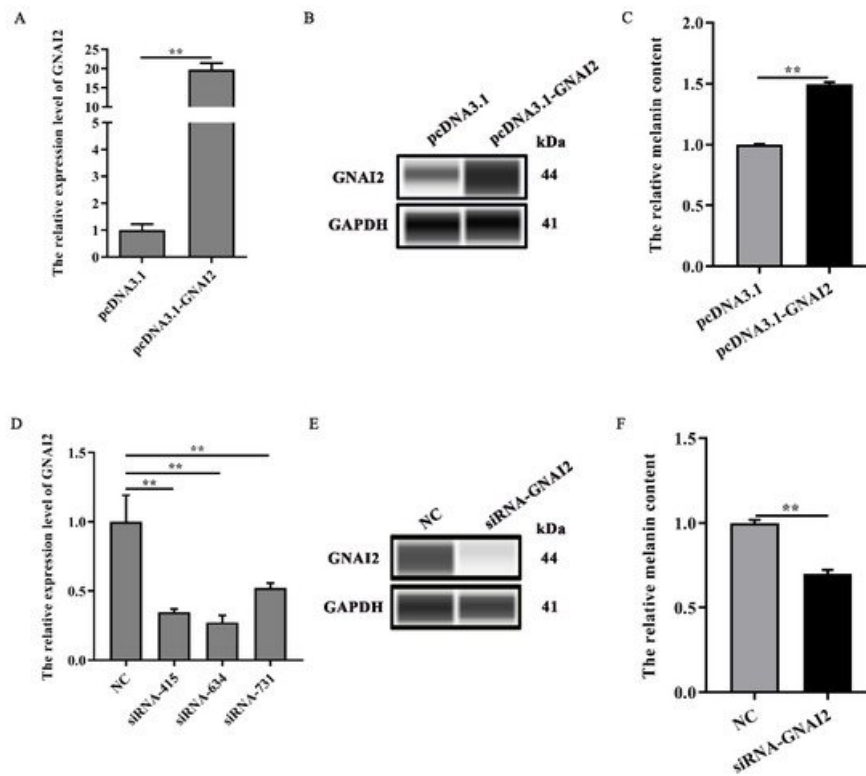 A
The relative expression level of GNAI2
25
20
15
10
5
4
3
2
1
0
**
pcDNA3.1
pcDNA3.1-GNAI2
B
pcDNA3.1
pcDNA3.1-GNAI2
kDa
GNAI2
44
GAPDH
41
C
The relative melanin content
2.0
1.5
1.0
0.5
0.0
**
pcDNA3.1
pcDNA3.1-GNAI2
D
The relative expression level of GNAI2
1.5
1.0
0.5
0.0
**
**
**
NC
siRNA-415
siRNA-634
siRNA-731
E
NC
siRNA-GNAI2
kDa
GNAI2
44
GAPDH
41
F
The relative melanin content
1.5
1.0
0.5
0.0
**
NC
siRNA-GNAI2